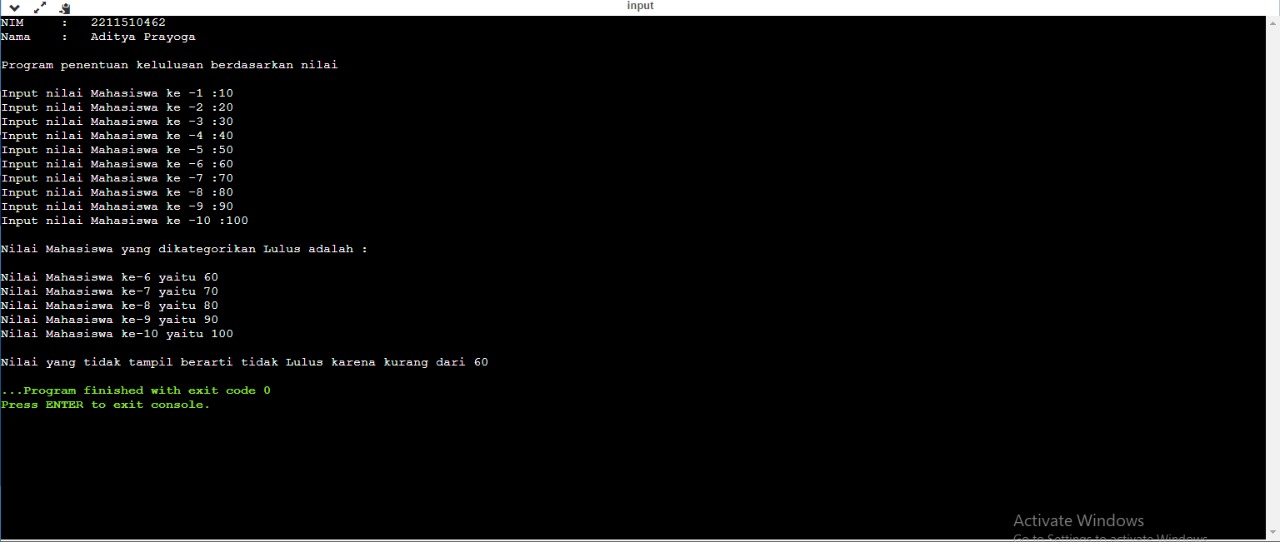 input
NIM : 2211510462
Nama : Aditya Prayoga
Program penentuan kelulusan berdasarkan nilai
Input nilai Mahasiswa ke -1 :10
Input nilai Mahasiswa ke -2 :20
Input nilai Mahasiswa ke -3 :30
Input nilai Mahasiswa ke -4 :40
Input nilai Mahasiswa ke -5 :50
Input nilai Mahasiswa ke -6 :60
Input nilai Mahasiswa ke -7 :70
Input nilai Mahasiswa ke -8 :80
Input nilai Mahasiswa ke -9 :90
Input nilai Mahasiswa ke -10 :100
Nilai Mahasiswa yang dikategorikan Lulus adalah :
Nilai Mahasiswa ke-6 yaitu 60
Nilai Mahasiswa ke-7 yaitu 70
Nilai Mahasiswa ke-8 yaitu 80
Nilai Mahasiswa ke-9 yaitu 90
Nilai Mahasiswa ke-10 yaitu 100
Nilai yang tidak tampil berarti tidak Lulus karena kurang dari 60
...Program finished with exit code 0
Press ENTER to exit console.
Activate Windows
Go to Settings to activate Windows.